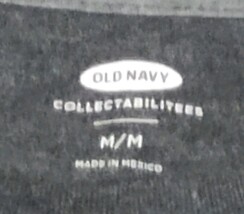 OLD NAVY
COLLECTABILITEES
M/M
MADE IN MEXICO